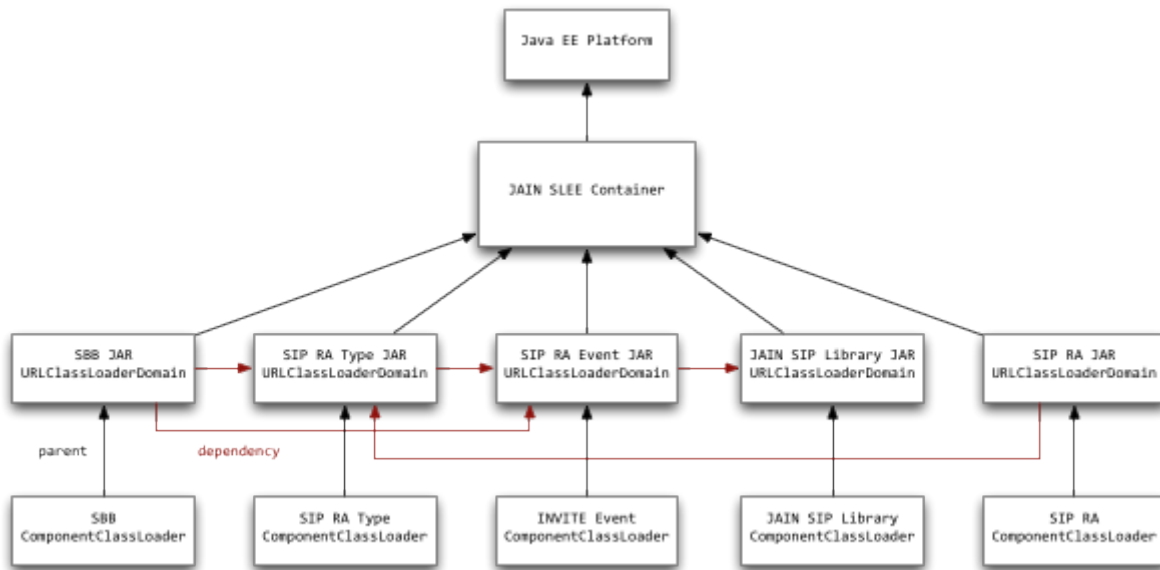 Java EE Platform
JAIN SLEE Container
SBB JAR
URLClassLoaderDomain
SIP RA Type JAR
URLClassLoaderDomain
SIP RA Event JAR
URLClassLoaderDomain
JAIN SIP Library JAR
URLClassLoaderDomain
SIP RA JAR
URLClassLoaderDomain
parent
dependency
SBB
ComponentClassLoader
SIP RA Type
ComponentClassLoader
INVITE Event
ComponentClassLoader
JAIN SIP Library
ComponentClassLoader
SIP RA
ComponentClassLoader